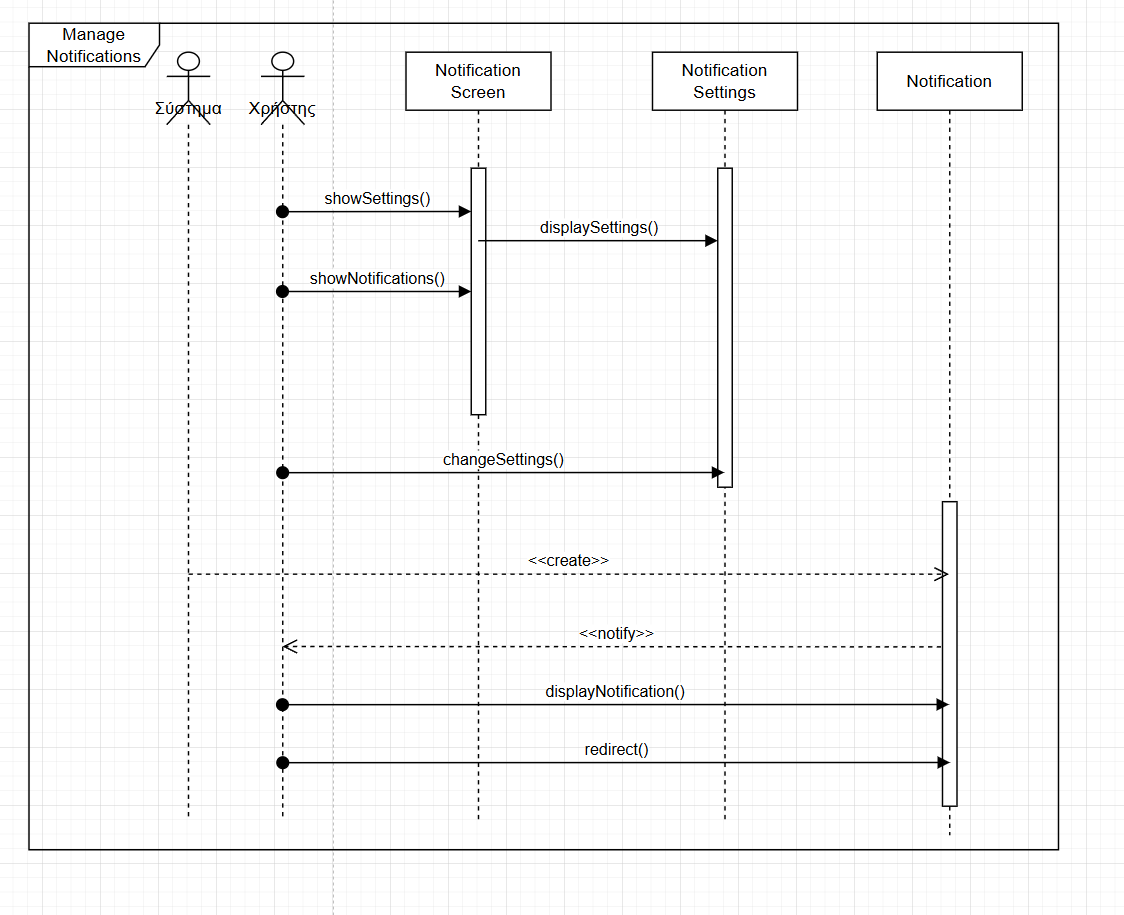 Manage
Notifications
Σύστημα
Χρήστης
Notification
Screen
Notification
Settings
Notification
showSettings()
displaySettings()
showNotifications()
changeSettings()
<<create>>
<<notify>>
displayNotification()
redirect()